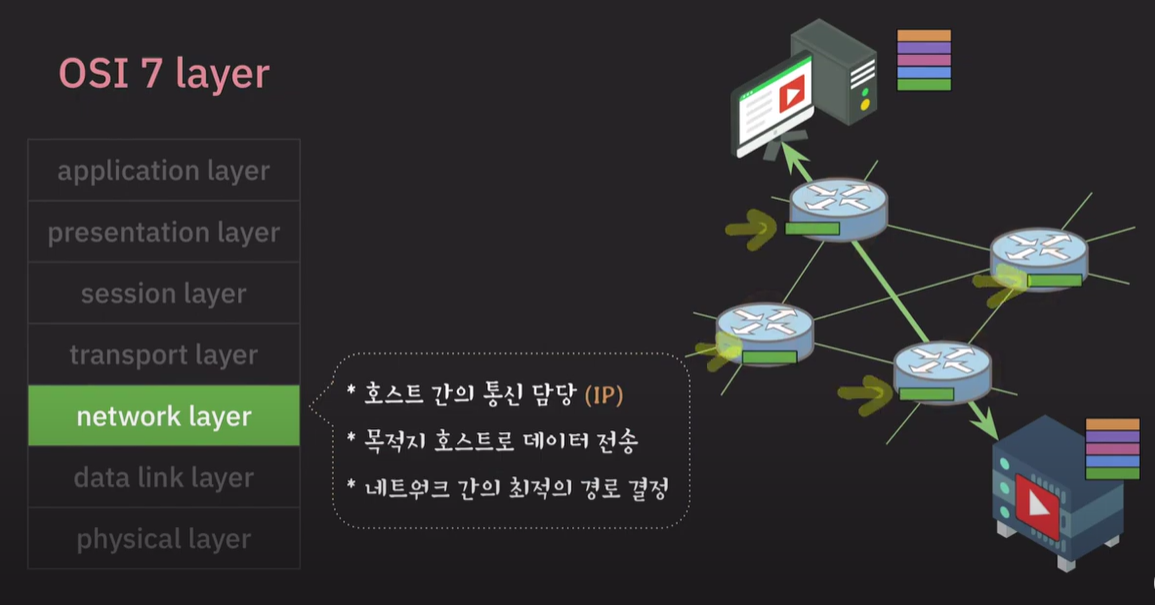 OSI 7 layer
application layer
presentation layer
session layer
transport layer
network layer
data link layer
physical layer
* 호스트 간의 통신 담당 (IP)
* 목적지 호스트로 데이터 전송
* 네트워크 간의 최적의 경로 결정